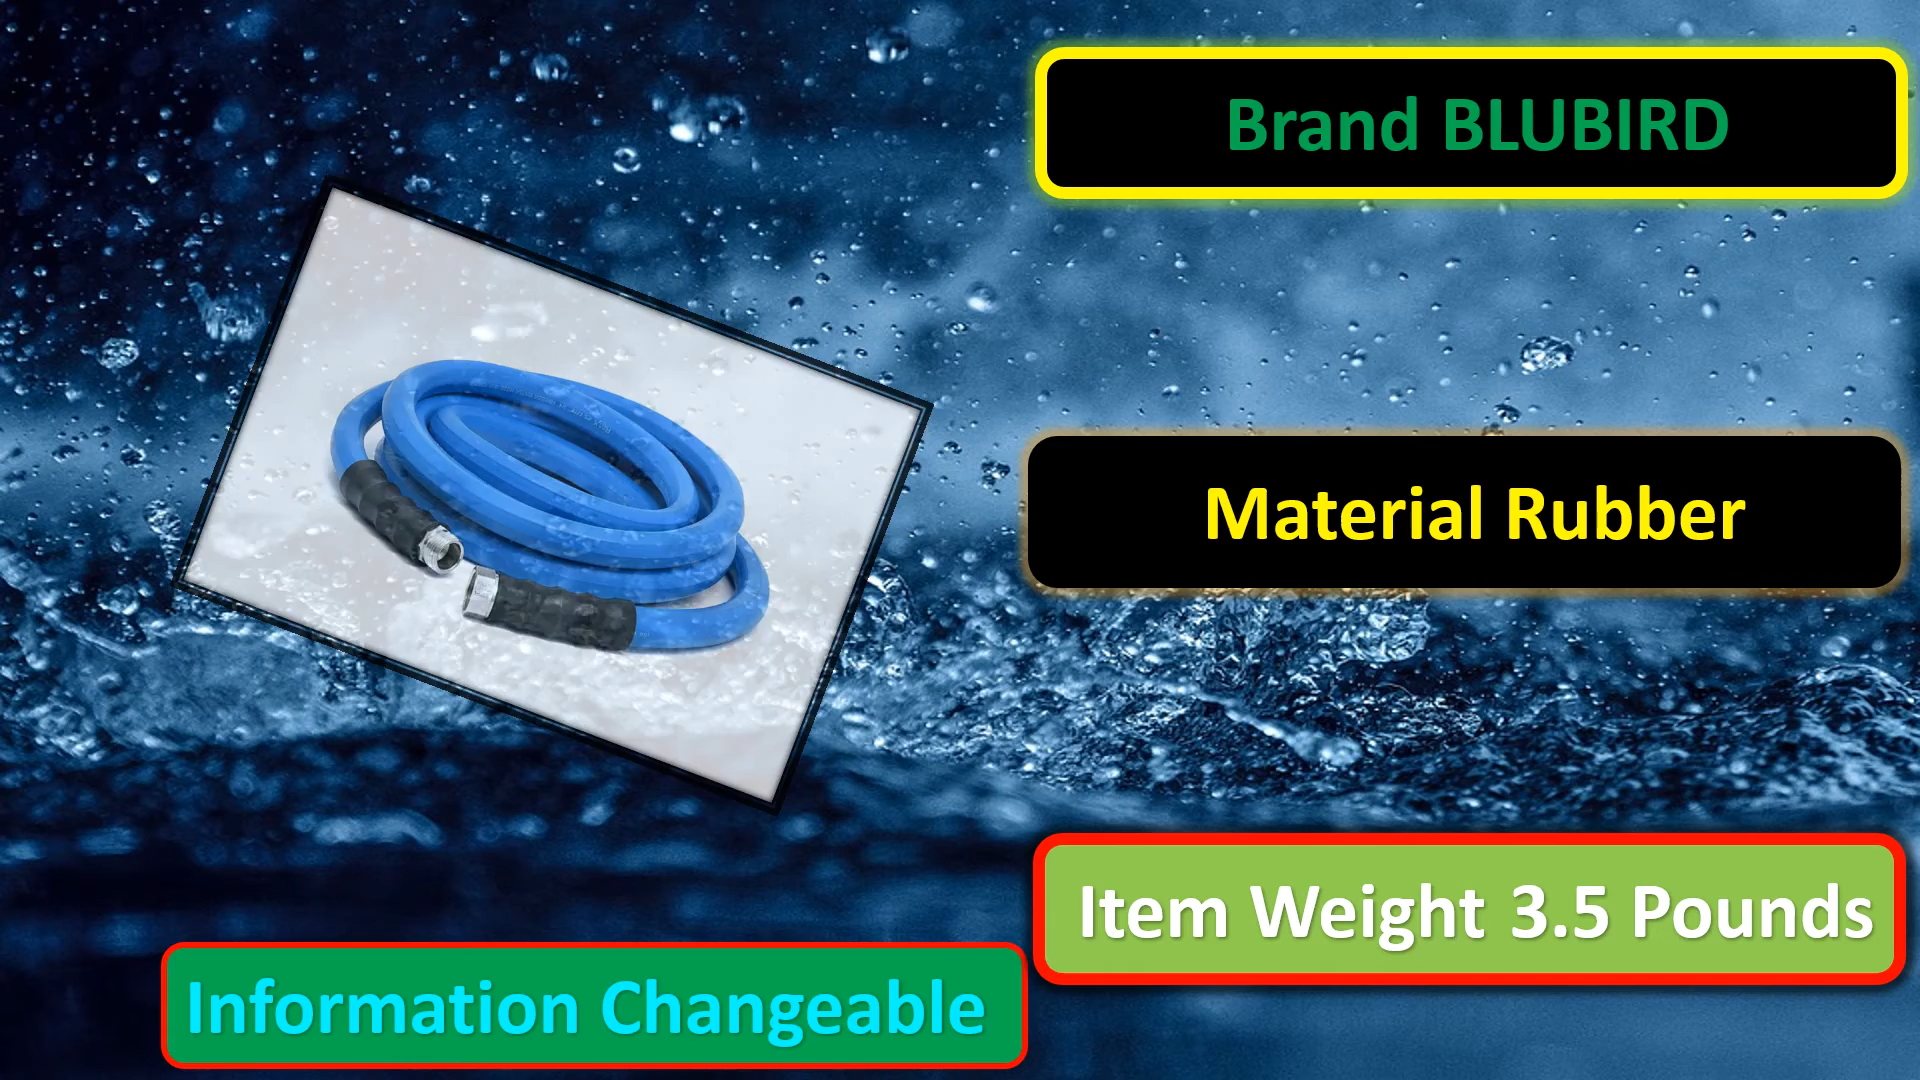 Brand BLUBIRD
Material Rubber
Item Weight 3.5 Pounds
Information Changeable